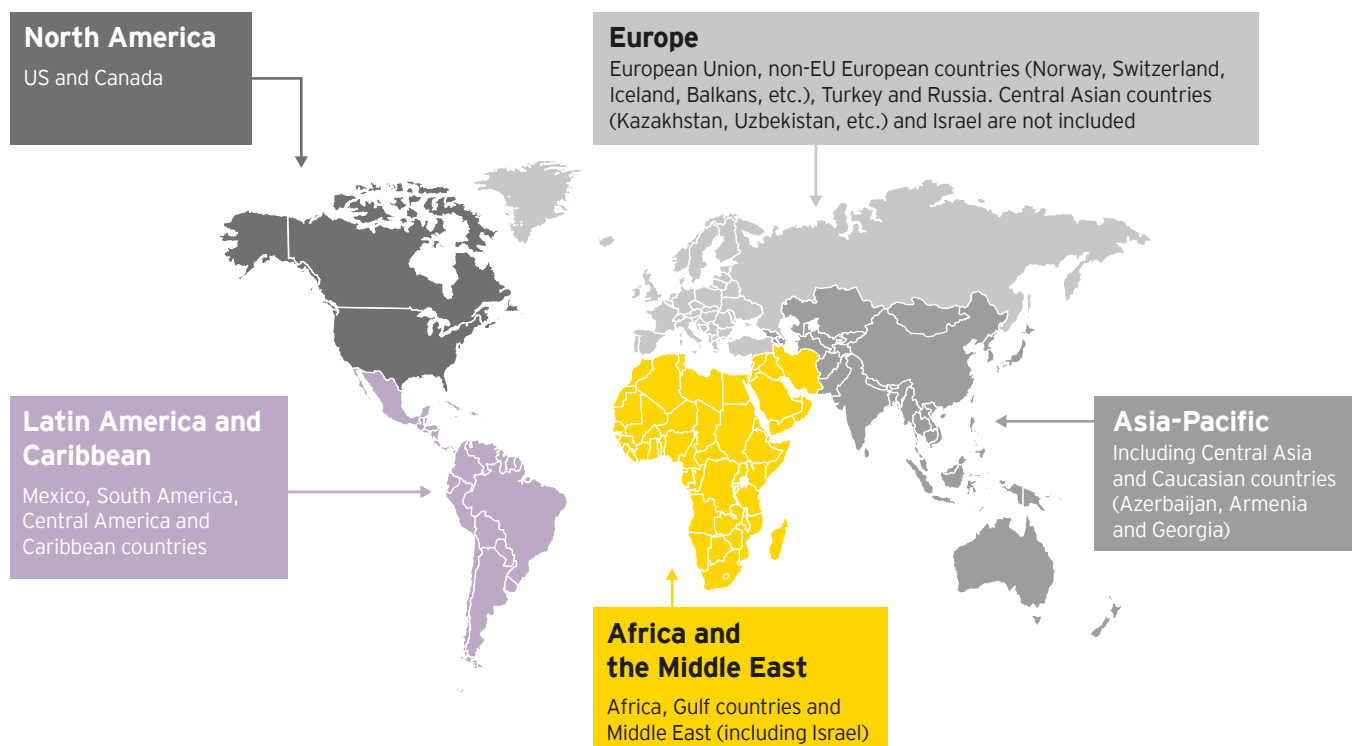 North America
US and Canada
Europe
European Union, non-EU European countries (Norway, Switzerland,
Iceland, Balkans, etc.), Turkey and Russia. Central Asian countries
(Kazakhstan, Uzbekistan, etc.) and Israel are not included
Latin America and
Caribbean
Mexico, South America,
Central America and
Caribbean countries
Asia-Pacific
Including Central Asia
and Caucasian countries
(Azerbaijan, Armenia
and Georgia)
Africa and
the Middle East
Africa, Gulf countries and
Middle East (including Israel)